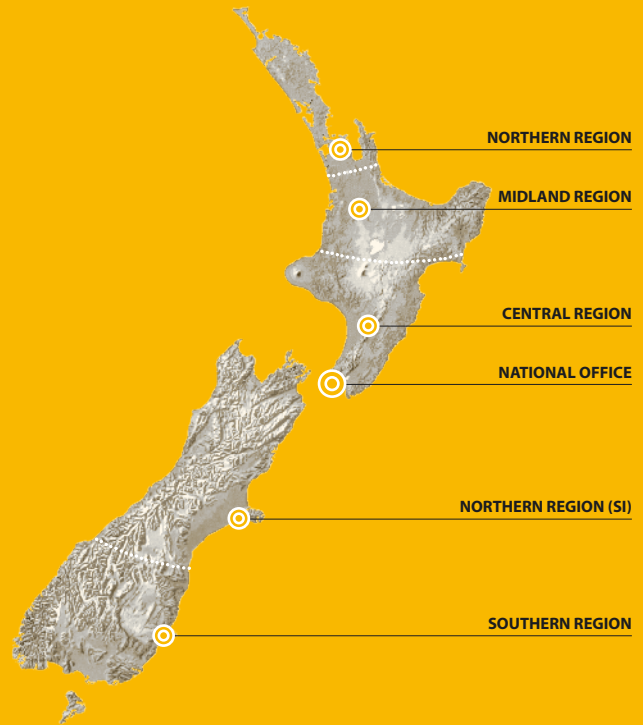 NORTHERN REGION
MIDLAND REGION
CENTRAL REGION
NATIONAL OFFICE
NORTHERN REGION (SI)
SOUTHERN REGION